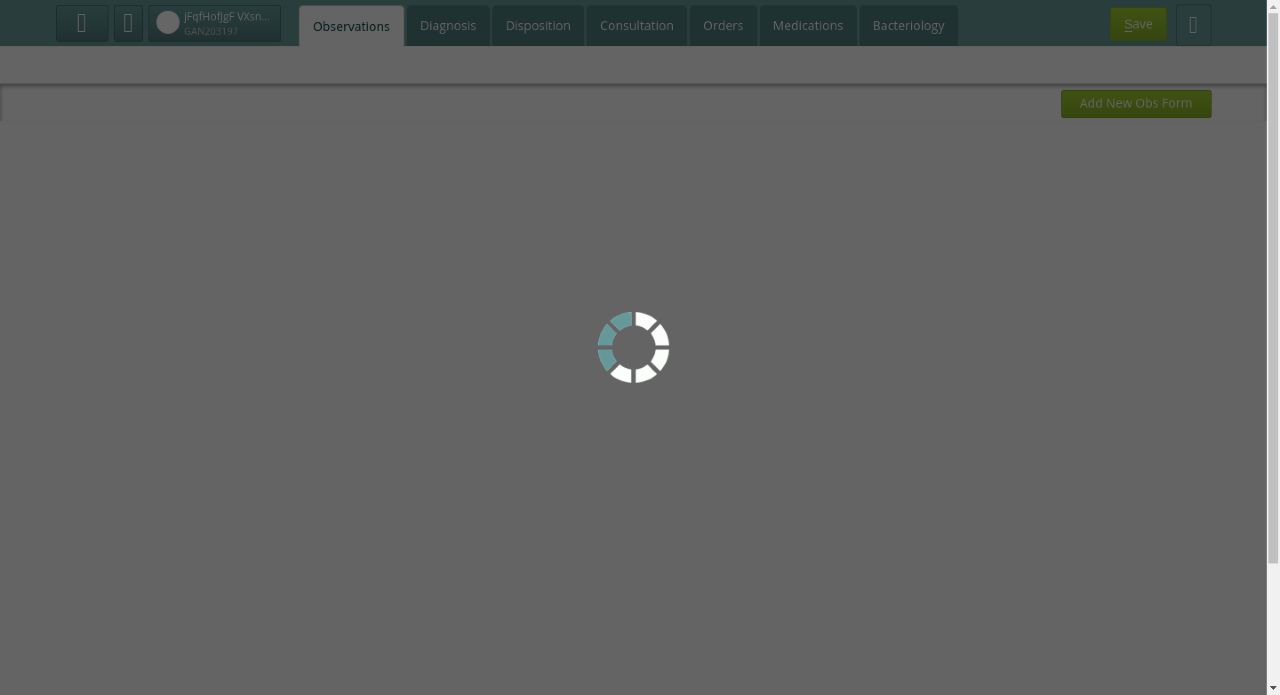 jFqfHofJgF VXsn...
GAN203197
Observations
Diagnosis
Disposition
Consultation
Orders
Medications
Bacteriology
Save
Add New Obs Form